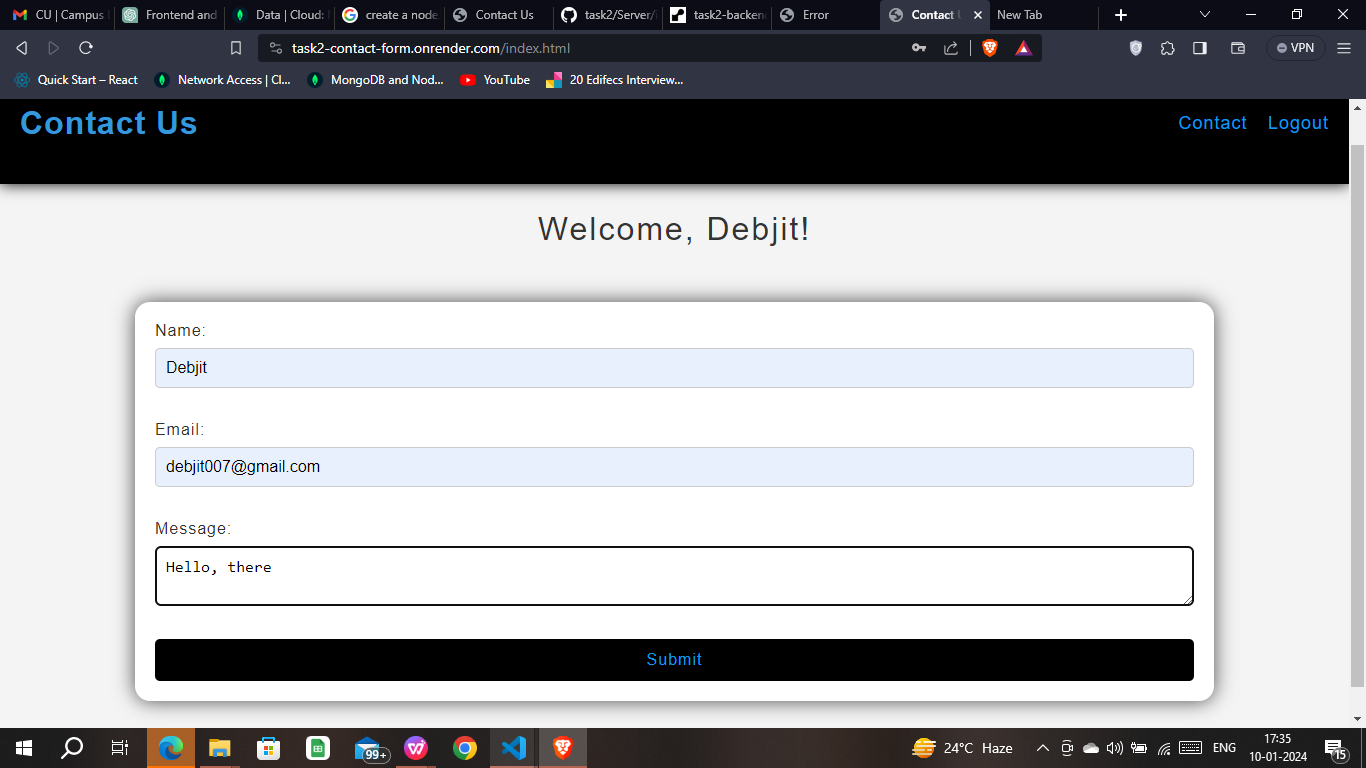 CU | Campus
Frontend and
Data | Cloud:
create a node
Contact Us
task2/Server/
task2-backen
Error
Contact
New Tab
task2-contact-form.onrender.com/index.html
VPN
Quick Start – React
Network Access | Cl...
MongoDB and Nod...
YouTube
20 Edifecs Interview...
Contact Us
Contact
Logout
Welcome, Debjit!
Name:
Debjit
Email:
debjit007@gmail.com
Message:
Hello, there
Submit
99+
24°C Haze
ENG
17:35
10-01-2024
15